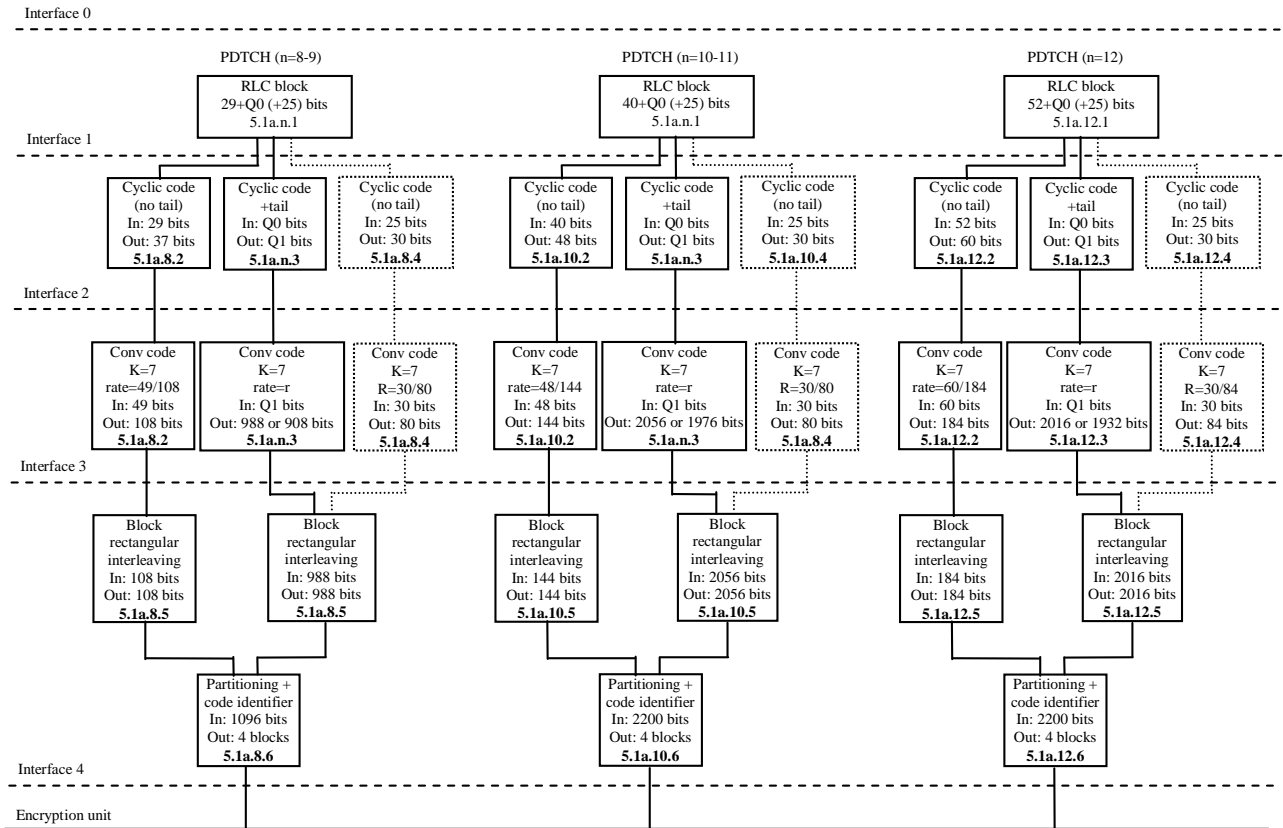 Interface 0
PDTCH (n=8-9)
RLC block
29+Q0 (+25) bits
5.1a.n.1
PDTCH (n=10-11)
RLC block
40+Q0 (+25) bits
5.1a.n.1
PDTCH (n=12)
RLC block
52+Q0 (+25) bits
5.1a.12.1
Interface 1
Cyclic code
(no tail)
In: 29 bits
Out: 37 bits
5.1a.8.2
Cyclic code
+tail
In: Q0 bits
Out: Q1 bits
5.1a.n.3
Cyclic code
(no tail)
In: 25 bits
Out: 30 bits
5.1a.8.4
Cyclic code
(no tail)
In: 40 bits
Out: 48 bits
5.1a.10.2
Cyclic code
+tail
In: Q0 bits
Out: Q1 bits
5.1a.n.3
Cyclic code
(no tail)
In: 25 bits
Out: 30 bits
5.1a.10.4
Cyclic code
(no tail)
In: 52 bits
Out: 60 bits
5.1a.12.2
Cyclic code
+tail
In: Q0 bits
Out: Q1 bits
5.1a.12.3
Cyclic code
(no tail)
In: 25 bits
Out: 30 bits
5.1a.12.4
Interface 2
Conv code
K=7
rate=49/108
In: 49 bits
Out: 108 bits
5.1a.8.2
Conv code
K=7
rate=r
In: Q1 bits
Out: 988 or 908 bits
5.1a.n.3
Conv code
K=7
R=30/80
In: 30 bits
Out: 80 bits
5.1a.8.4
Conv code
K=7
rate=48/144
In: 48 bits
Out: 144 bits
5.1a.10.2
Conv code
K=7
rate=r
In: Q1 bits
Out: 2056 or 1976 bits
5.1a.n.3
Conv code
K=7
R=30/80
In: 30 bits
Out: 80 bits
5.1a.8.4
Conv code
K=7
rate=60/184
In: 60 bits
Out: 184 bits
5.1a.12.2
Conv code
K=7
rate=r
In: Q1 bits
Out: 2016 or 1932 bits
5.1a.12.3
Conv code
K=7
R=30/84
In: 30 bits
Out: 84 bits
5.1a.12.4
Interface 3
Block
rectangular
interleaving
In: 108 bits
Out: 108 bits
5.1a.8.5
Block
rectangular
interleaving
In: 988 bits
Out: 988 bits
5.1a.8.5
Block
rectangular
interleaving
In: 144 bits
Out: 144 bits
5.1a.10.5
Block
rectangular
interleaving
In: 2056 bits
Out: 2056 bits
5.1a.10.5
Block
rectangular
interleaving
In: 184 bits
Out: 184 bits
5.1a.12.5
Block
rectangular
interleaving
In: 2016 bits
Out: 2016 bits
5.1a.12.5
Partitioning +
code identifier
In: 1096 bits
Out: 4 blocks
5.1a.8.6
Partitioning +
code identifier
In: 2200 bits
Out: 4 blocks
5.1a.10.6
Partitioning +
code identifier
In: 2200 bits
Out: 4 blocks
5.1a.12.6
Interface 4
Encryption unit